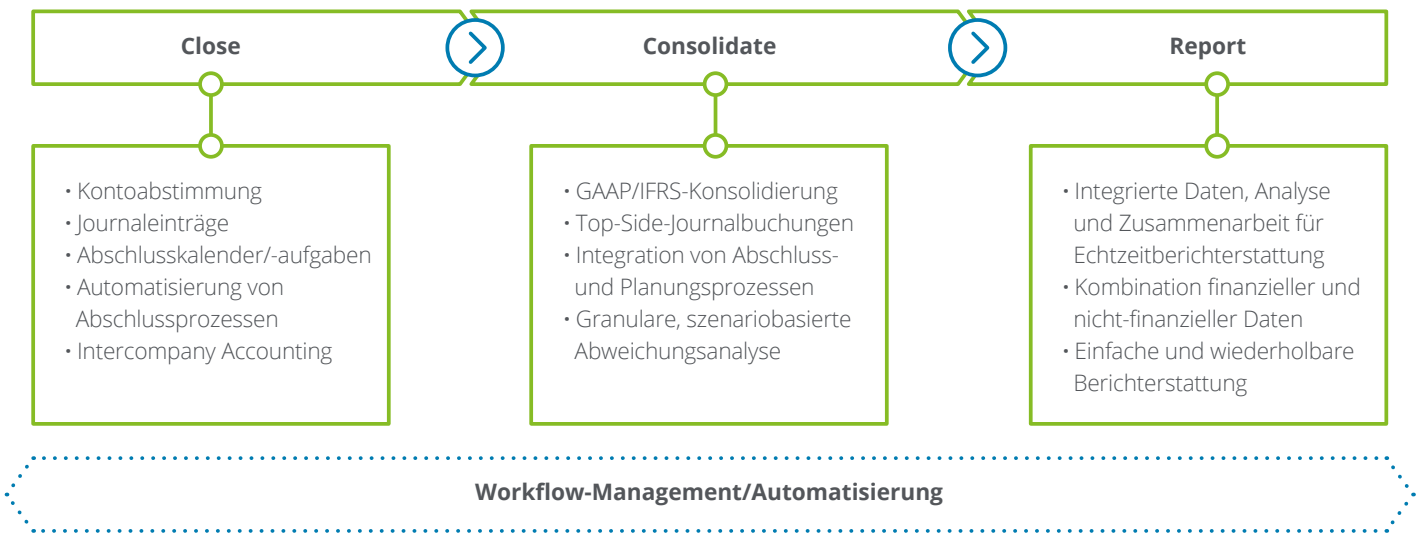 Close
Consolidate
Report
• Kontoabstimmung
• Journaleinträge
• Abschlusskalender/-aufgaben
• Automatisierung von
Abschlussprozessen
• Intercompany Accounting
• GAAP/IFRS-Konsolidierung
• Top-Side-Journalbuchungen
• Integration von Abschluss-
und Planungsprozessen
• Granulare, szenariobasierte
Abweichungsanalyse
• Integrierte Daten, Analyse
und Zusammenarbeit für
Echtzeitberichterstattung
• Kombination finanzieller und
nicht-finanzieller Daten
• Einfache und wiederholbare
Berichterstattung
Workflow-Management/Automatisierung